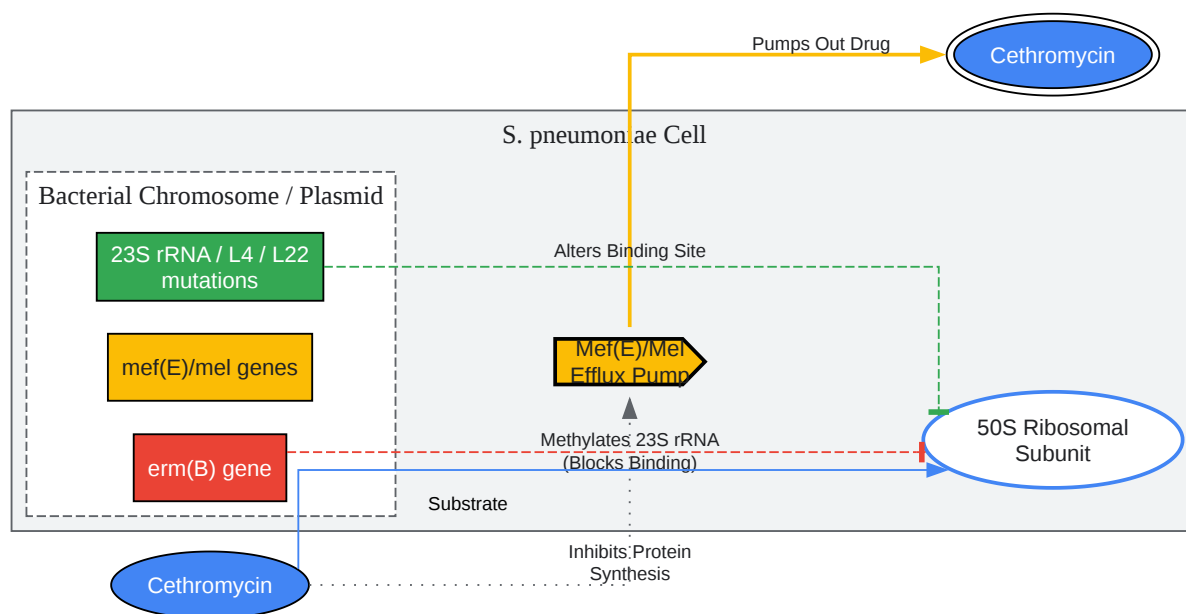 Pumps Out Drug
Cethromycin
S. pneumoniae Cell
Bacterial Chromosome / Plasmid
23S rRNA / L4 / L22
mutations
Alters Binding Site
mef(E)/mel genes
Mef(E)/Mel
Efflux Pump
erm(B) gene
Methylates 23S rRNA
(Blocks Binding)
50S Ribosomal
Subunit
Substrate
Inhibits Protein
Synthesis
Cethromycin